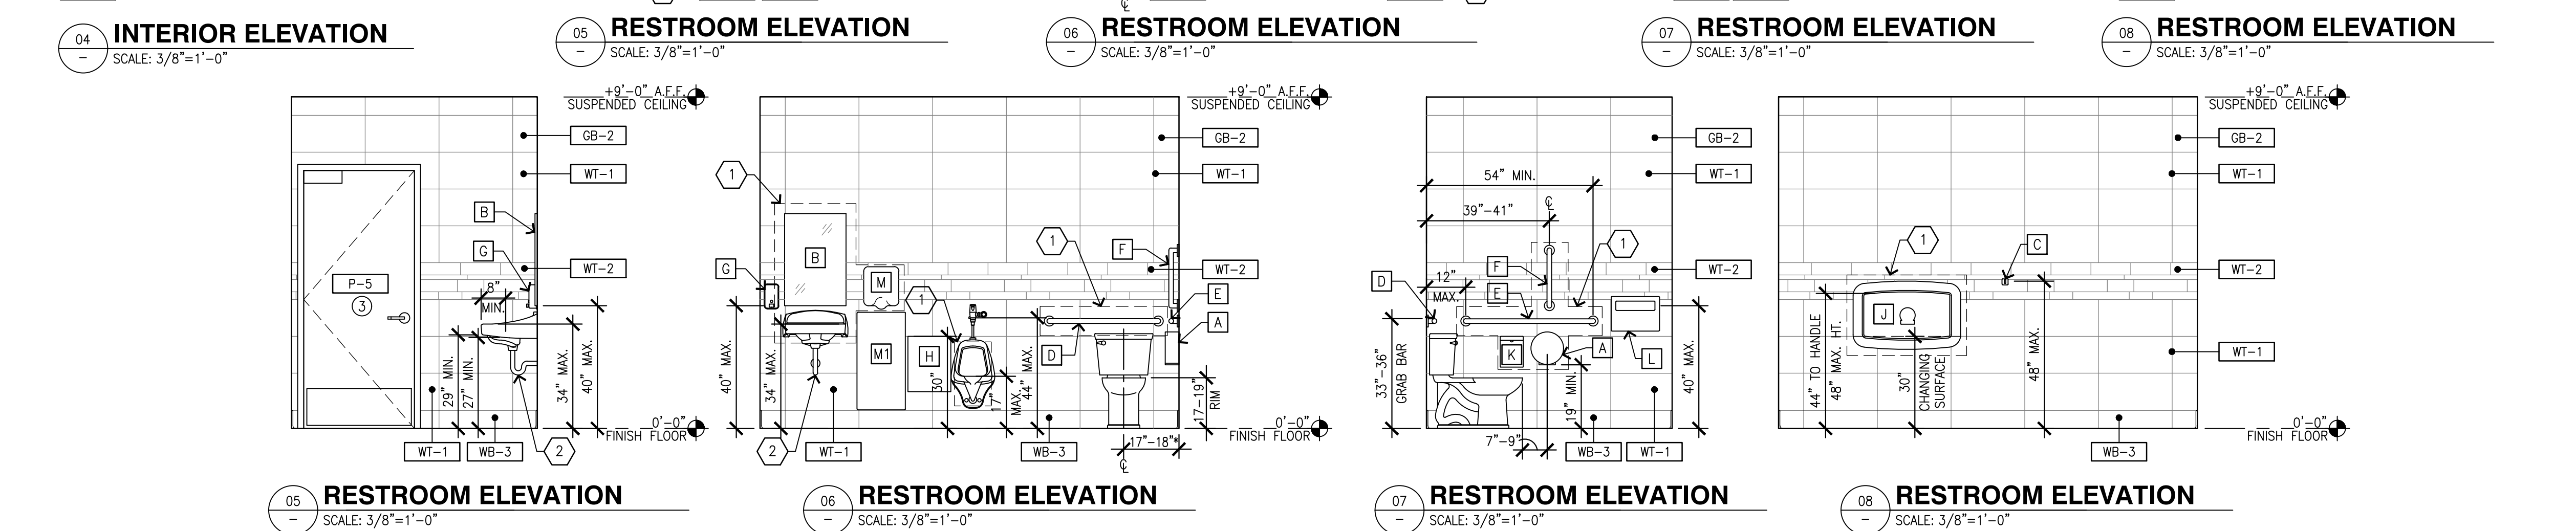 04 INTERIOR ELEVATION
– SCALE: 3/8"=1'-0"
05 RESTROOM ELEVATION
– SCALE: 3/8"=1'-0"
℄
06 RESTROOM ELEVATION
– SCALE: 3/8"=1'-0"
07 RESTROOM ELEVATION
– SCALE: 3/8"=1'-0"
08 RESTROOM ELEVATION
– SCALE: 3/8"=1'-0"
+9'-0" A.F.F.
SUSPENDED CEILING
GB-2
WT-1
B
G
WT-2
P-5
3
8"
MIN.
29" MIN.
27" MIN.
34" MAX.
40" MAX.
0'-0"
FINISH FLOOR
WT-1
WB-3
2
05 RESTROOM ELEVATION
– SCALE: 3/8"=1'-0"
+9'-0" A.F.F.
SUSPENDED CEILING
GB-2
WT-1
1
1
F
B
G
M
WT-2
1
E
A
M1
H
D
40" MAX.
34" MAX.
30"
17"
MAX.
44" MAX.
17"-19"
RIM
0'-0"
FINISH FLOOR
2
WT-1
WB-3
17"-18"*
℄
06 RESTROOM ELEVATION
– SCALE: 3/8"=1'-0"
GB-2
WT-1
54" MIN.
℄
39"-41"
1
F
WT-2
D
12"
MAX.
E
K
A
L
33"-36"
GRAB BAR
19" MIN.
40" MAX.
7"-9"
WB-3
WT-1
07 RESTROOM ELEVATION
– SCALE: 3/8"=1'-0"
+9'-0" A.F.F.
SUSPENDED CEILING
GB-2
WT-1
1
C
WT-2
J
44" TO HANDLE
48" MAX. HT.
30"
CHANGING
SURFACE
48" MAX.
WT-1
0'-0"
FINISH FLOOR
WB-3
08 RESTROOM ELEVATION
– SCALE: 3/8"=1'-0"